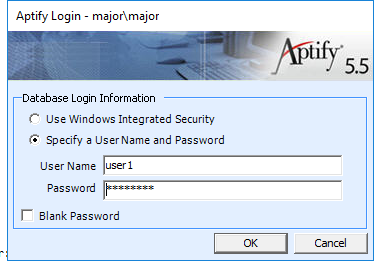 Aptify Login - major\major
Aptify®
5.5
Database Login Information
Use Windows Integrated Security
Specify a User Name and Password
User Name user1
Password ********
Blank Password
OK Cancel